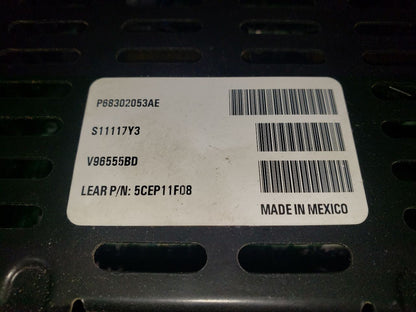 P68302053AE
S11117Y3
V96555BD
LEAR P/N: 5CEP11F08
MADE IN MEXICO